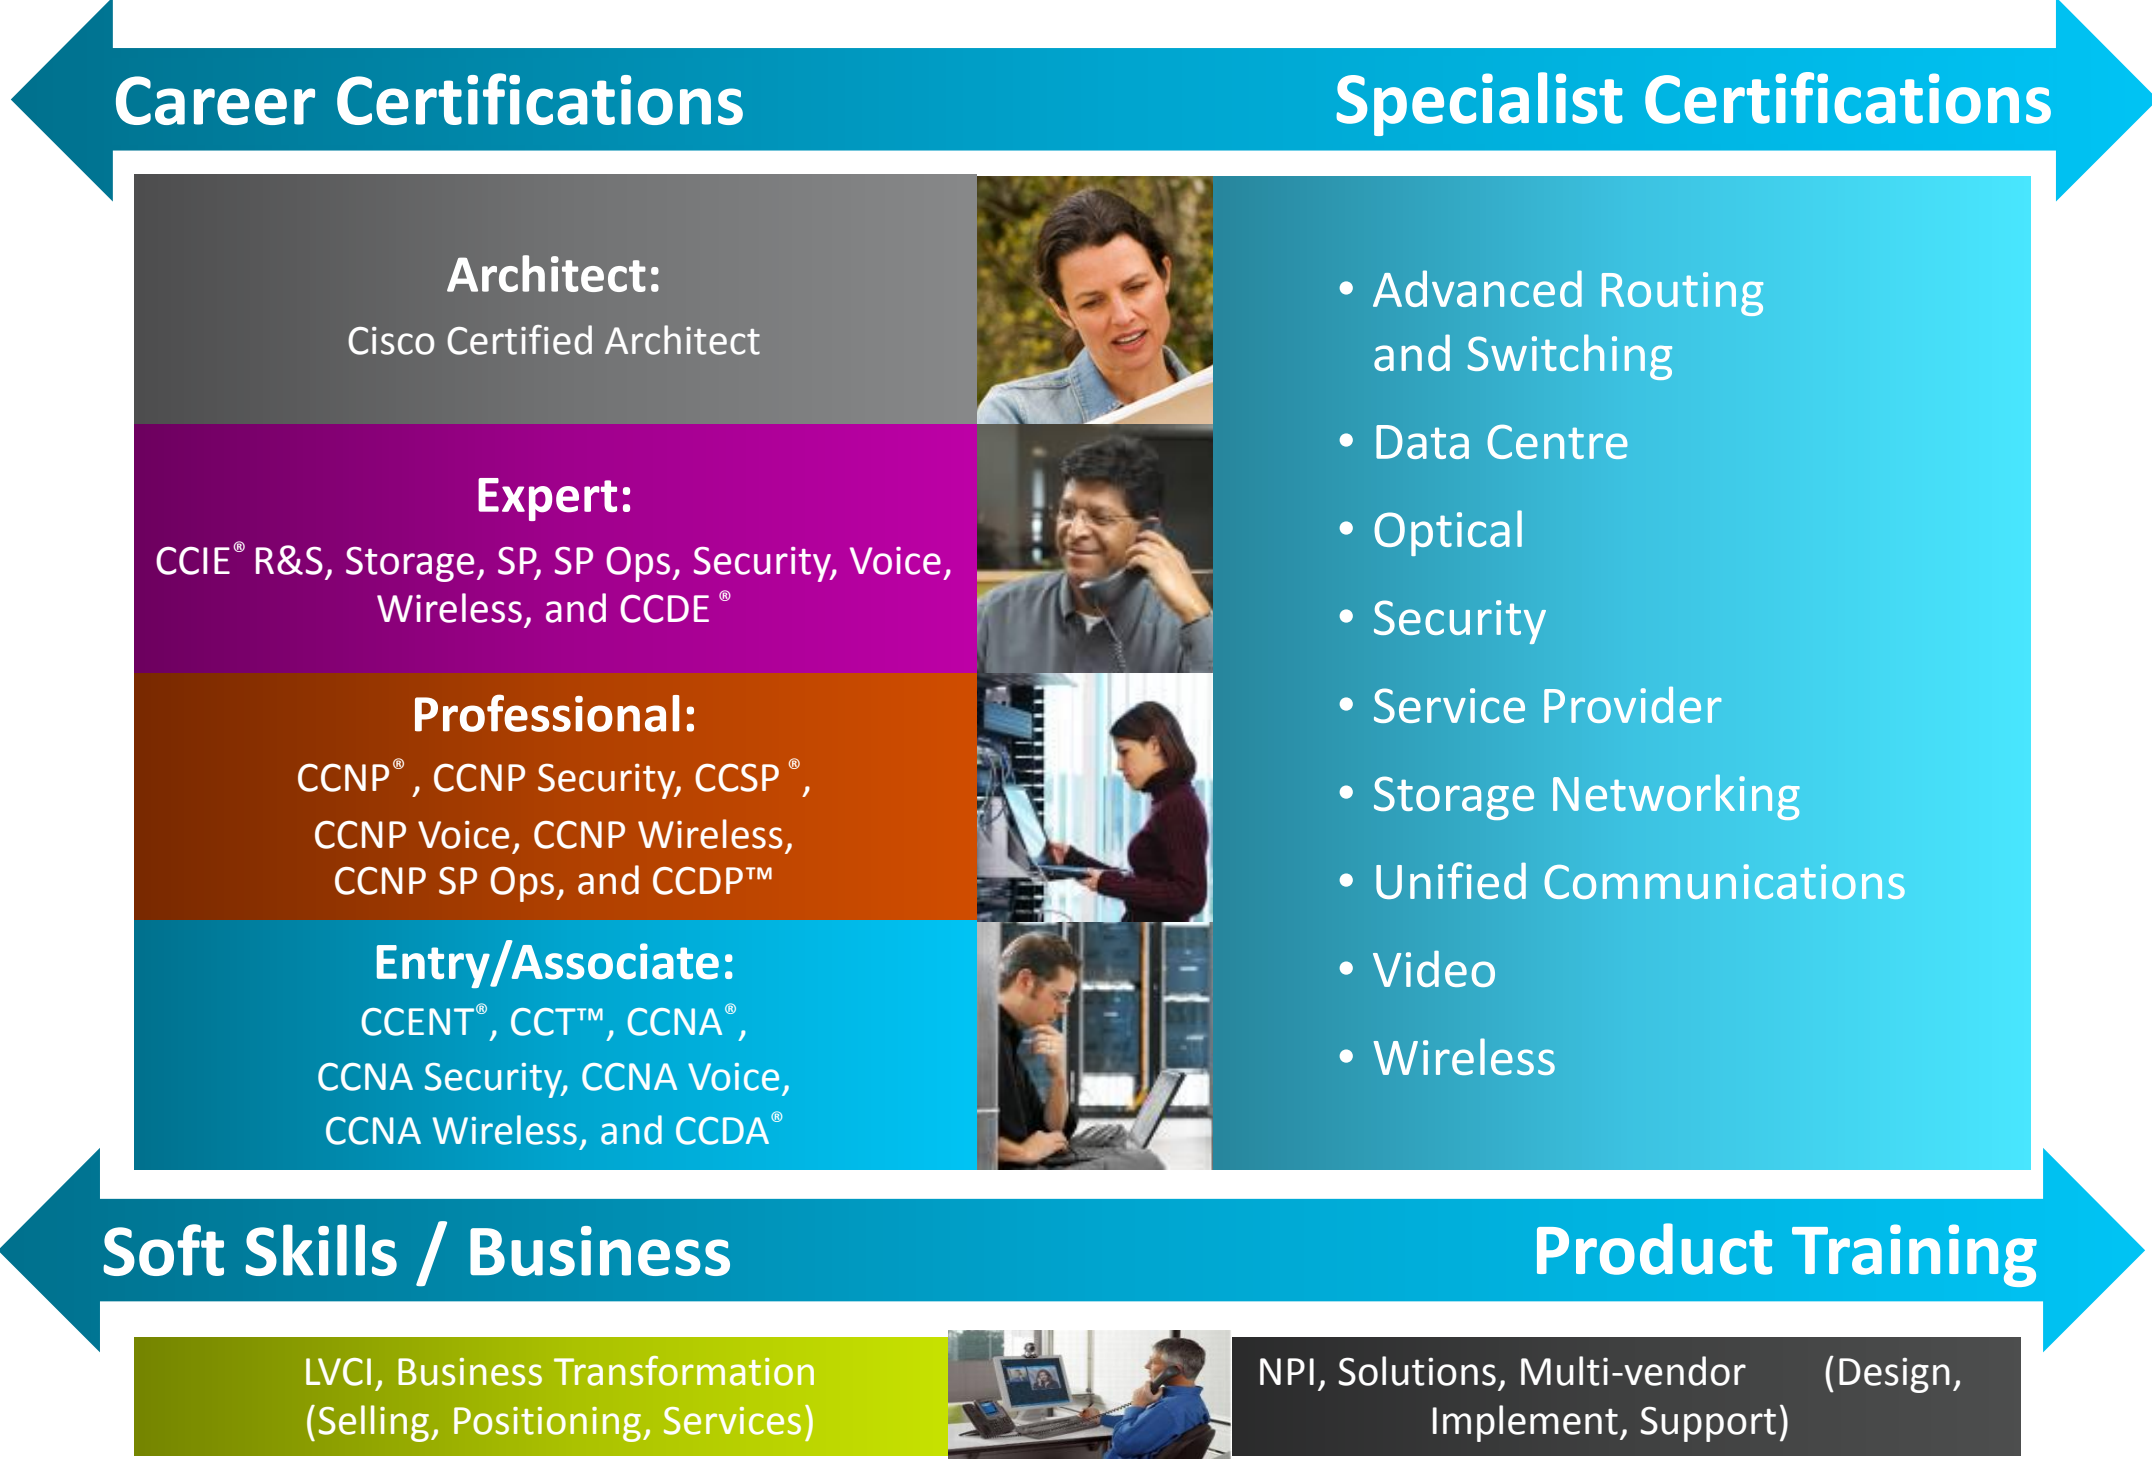 Career Certifications
Specialist Certifications
Architect:
Cisco Certified Architect
Expert:
CCIE® R&S, Storage, SP, SP Ops, Security, Voice,
Wireless, and CCDE ®
Professional:
CCNP® , CCNP Security, CCSP ®,
CCNP Voice, CCNP Wireless,
CCNP SP Ops, and CCDP™
Entry/Associate:
CCENT®, CCT™, CCNA®,
CCNA Security, CCNA Voice,
CCNA Wireless, and CCDA®
• Advanced Routing
and Switching
• Data Centre
• Optical
• Security
• Service Provider
• Storage Networking
• Unified Communications
• Video
• Wireless
Soft Skills / Business
Product Training
LVCI, Business Transformation
(Selling, Positioning, Services)
NPI, Solutions, Multi-vendor (Design,
Implement, Support)